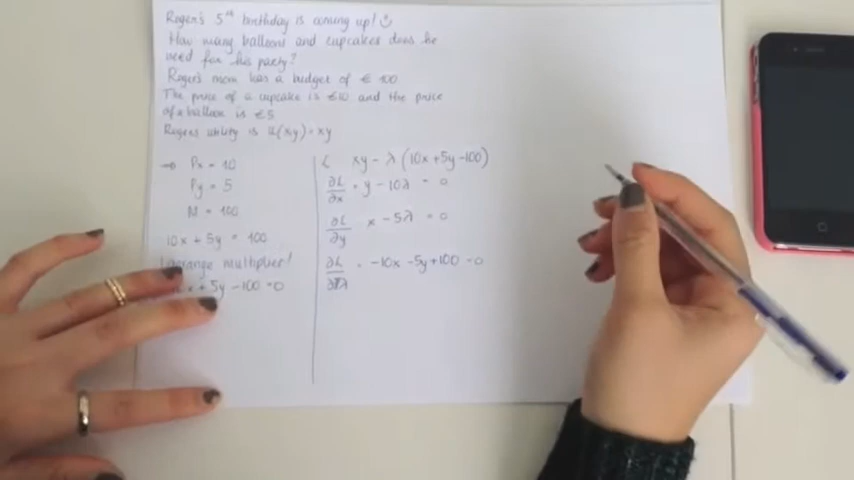 Roger's 5th birthday is coming up! ☺
How many balloons and cupcakes does he
need for his party?
Roger's mom has a budget of € 100
The price of a cupcake is €10 and the price
of a balloon is €5
Rogers utility is U(xy) = xy
→ Px = 10
Py = 5
M = 100
10x + 5y = 100
Lagrange multiplier!
x + 5y - 100 = 0
L xy - λ (10x + 5y - 100)
∂L/∂x = y - 10λ = 0
∂L/∂y x - 5λ = 0
∂L/∂λ = -10x - 5y + 100 = 0